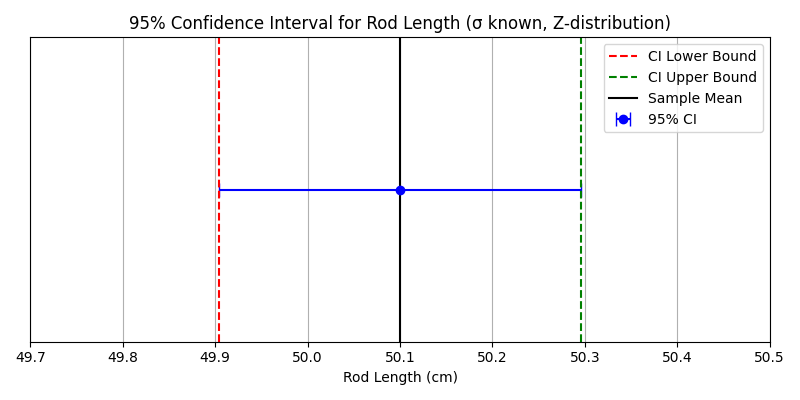 95% Confidence Interval for Rod Length (σ known, Z-distribution)
CI Lower Bound
CI Upper Bound
Sample Mean
95% CI
49.7 49.8 49.9 50.0 50.1 50.2 50.3 50.4 50.5
Rod Length (cm)